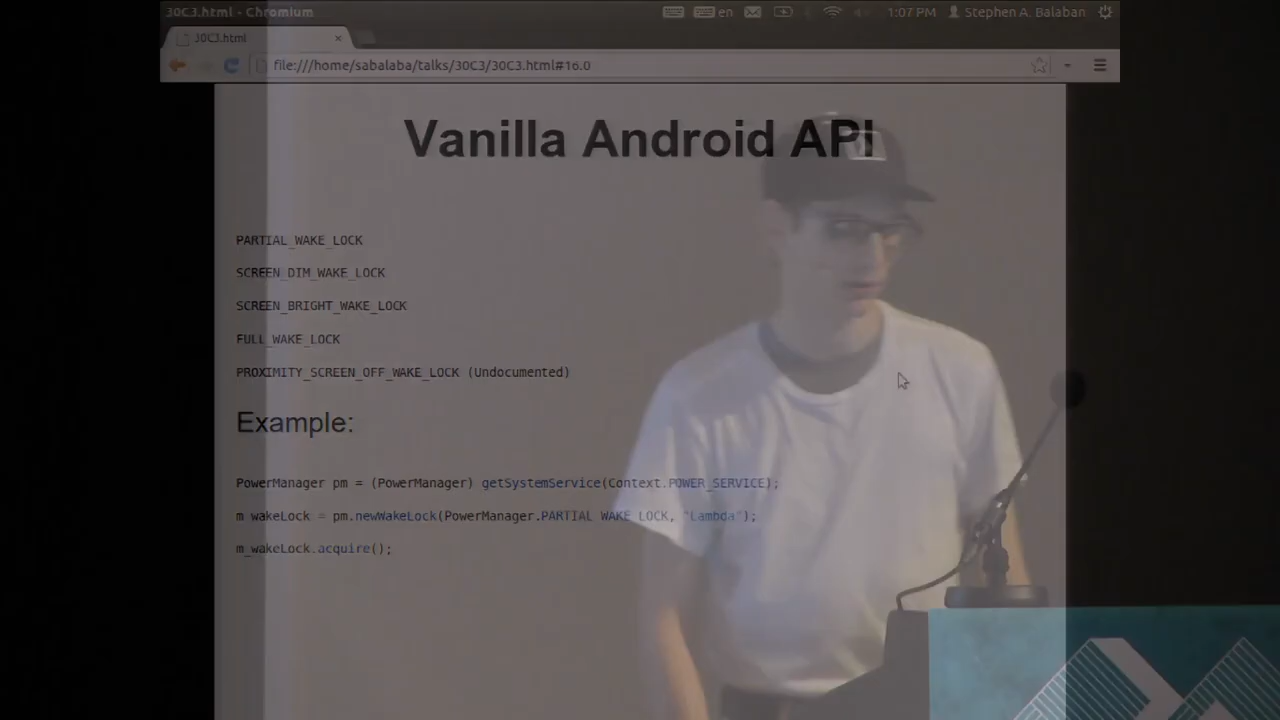 30C3.html - Chromium
en
1:07 PM
Stephen A. Balaban
30C3.html
file:///home/sabalaba/talks/30C3/30C3.html#16.0
Vanilla Android API
PARTIAL_WAKE_LOCK
SCREEN_DIM_WAKE_LOCK
SCREEN_BRIGHT_WAKE_LOCK
FULL_WAKE_LOCK
PROXIMITY_SCREEN_OFF_WAKE_LOCK (Undocumented)
Example:
PowerManager pm = (PowerManager) getSystemService(Context.POWER_SERVICE);
m_wakeLock = pm.newWakeLock(PowerManager.PARTIAL_WAKE_LOCK, "Lambda");
m_wakeLock.acquire();